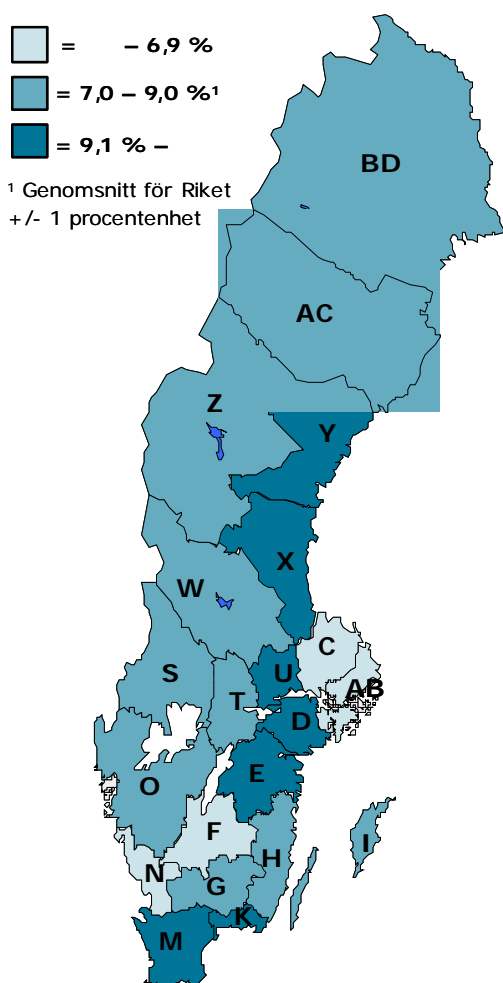 = – 6,9 %
= 7,0 – 9,0 %¹
= 9,1 % –
¹ Genomsnitt för Riket
+/- 1 procentenhet
BD
AC
Z
Y
X
W
C
S
U
AB
T
D
E
O
F
I
H
N
G
K
M